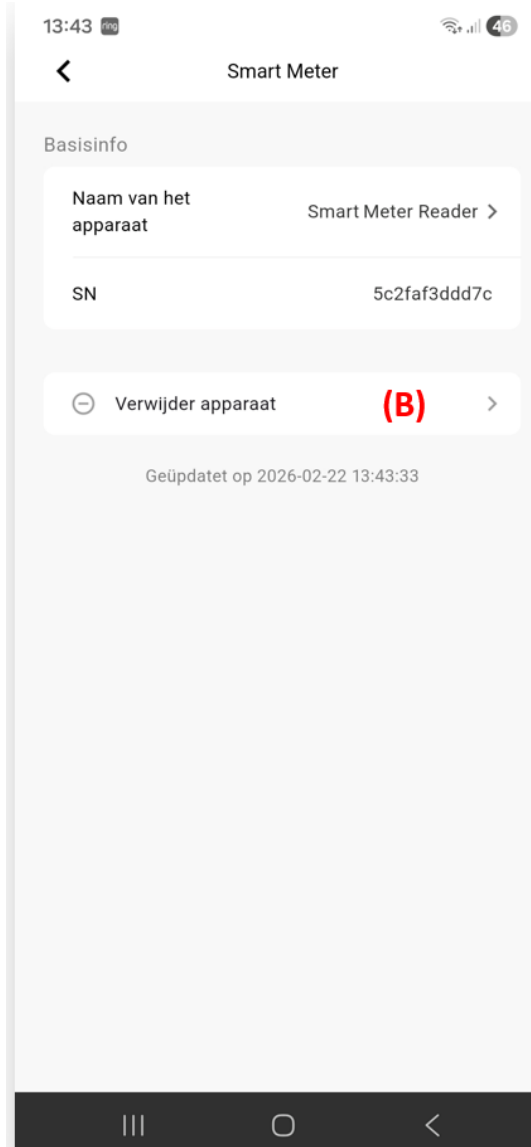 13:43 ring 46
Smart Meter
Basisinfo
Naam van het
apparaat
Smart Meter Reader
SN 5c2faf3ddd7c
Verwijder apparaat (B)
Geüpdatet op 2026-02-22 13:43:33